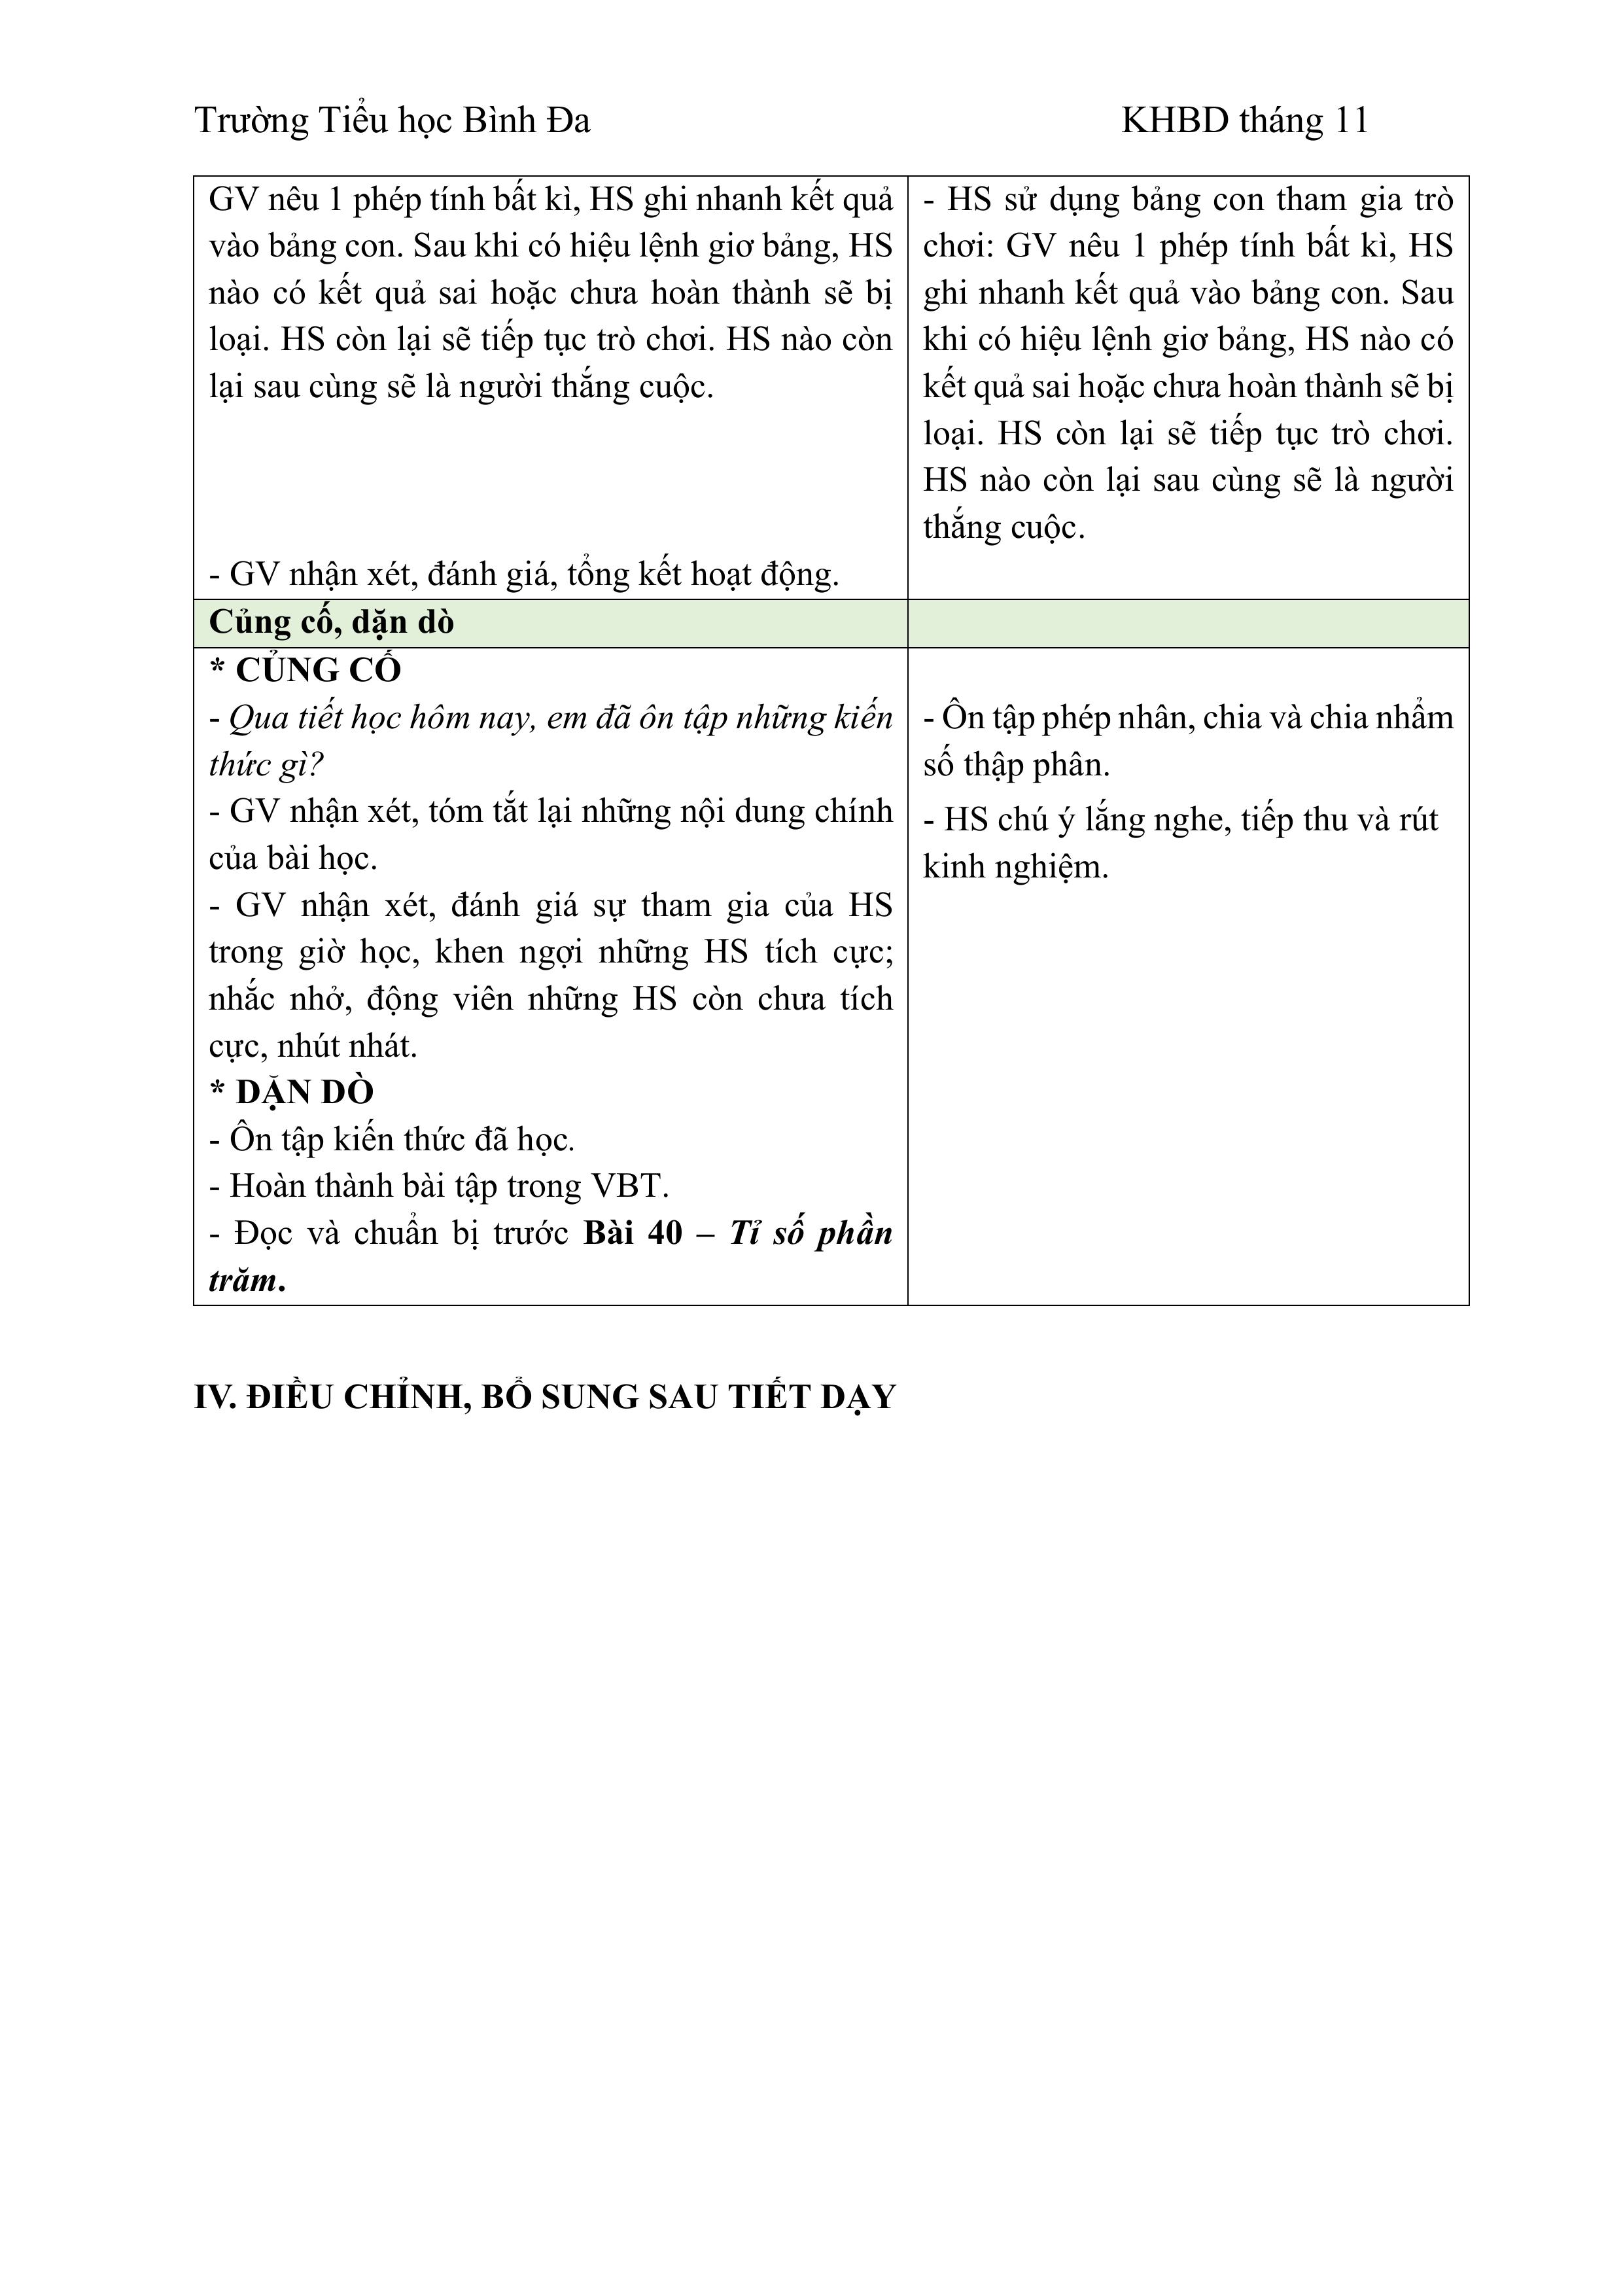 Trường Tiểu học Bình Đa KHBD tháng 11
GV nêu 1 phép tính bất kì, HS ghi nhanh kết quả
vào bảng con. Sau khi có hiệu lệnh giơ bảng, HS
nào có kết quả sai hoặc chưa hoàn thành sẽ bị
loại. HS còn lại sẽ tiếp tục trò chơi. HS nào còn
lại sau cùng sẽ là người thắng cuộc.
- GV nhận xét, đánh giá, tổng kết hoạt động.
- HS sử dụng bảng con tham gia trò
chơi: GV nêu 1 phép tính bất kì, HS
ghi nhanh kết quả vào bảng con. Sau
khi có hiệu lệnh giơ bảng, HS nào có
kết quả sai hoặc chưa hoàn thành sẽ bị
loại. HS còn lại sẽ tiếp tục trò chơi.
HS nào còn lại sau cùng sẽ là người
thắng cuộc.
Củng cố, dặn dò
* CỦNG CỐ
- Qua tiết học hôm nay, em đã ôn tập những kiến
thức gì?
- GV nhận xét, tóm tắt lại những nội dung chính
của bài học.
- GV nhận xét, đánh giá sự tham gia của HS
trong giờ học, khen ngợi những HS tích cực;
nhắc nhở, động viên những HS còn chưa tích
cực, nhút nhát.
* DẶN DÒ
- Ôn tập kiến thức đã học.
- Hoàn thành bài tập trong VBT.
- Đọc và chuẩn bị trước Bài 40 – Tỉ số phần
trăm.
- Ôn tập phép nhân, chia và chia nhẩm
số thập phân.
- HS chú ý lắng nghe, tiếp thu và rút
kinh nghiệm.
IV. ĐIỀU CHỈNH, BỔ SUNG SAU TIẾT DẠY